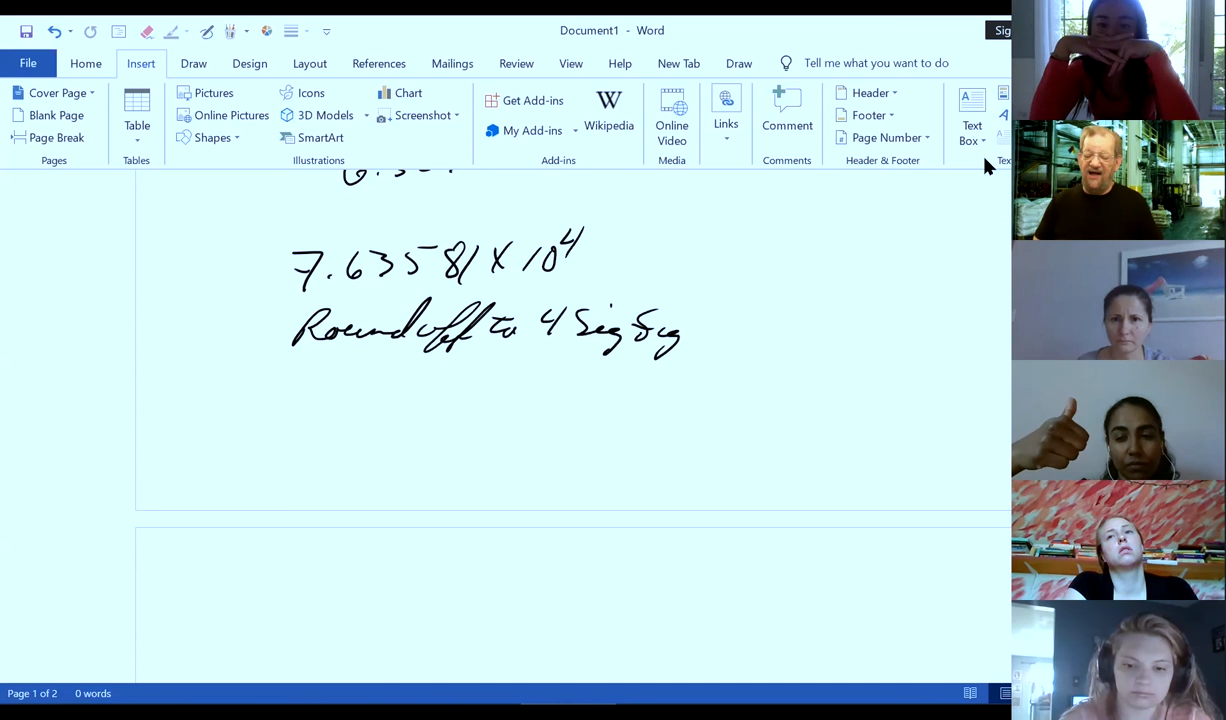 Document1 - Word
Sig
File Home Insert Draw Design Layout References Mailings Review View Help New Tab Draw Tell me what you want to do
Cover Page
Blank Page
Page Break
Pages
Table
Tables
Pictures
Online Pictures
Shapes
Icons
3D Models
SmartArt
Chart
Screenshot
Illustrations
Get Add-ins
My Add-ins
Wikipedia
Add-ins
Online Video
Media
Links
Comment
Comments
Header
Footer
Page Number
Header & Footer
Text Box
Tex
7.63581 X 10⁴
Round off to 4 Sig Fig
Page 1 of 2 0 words